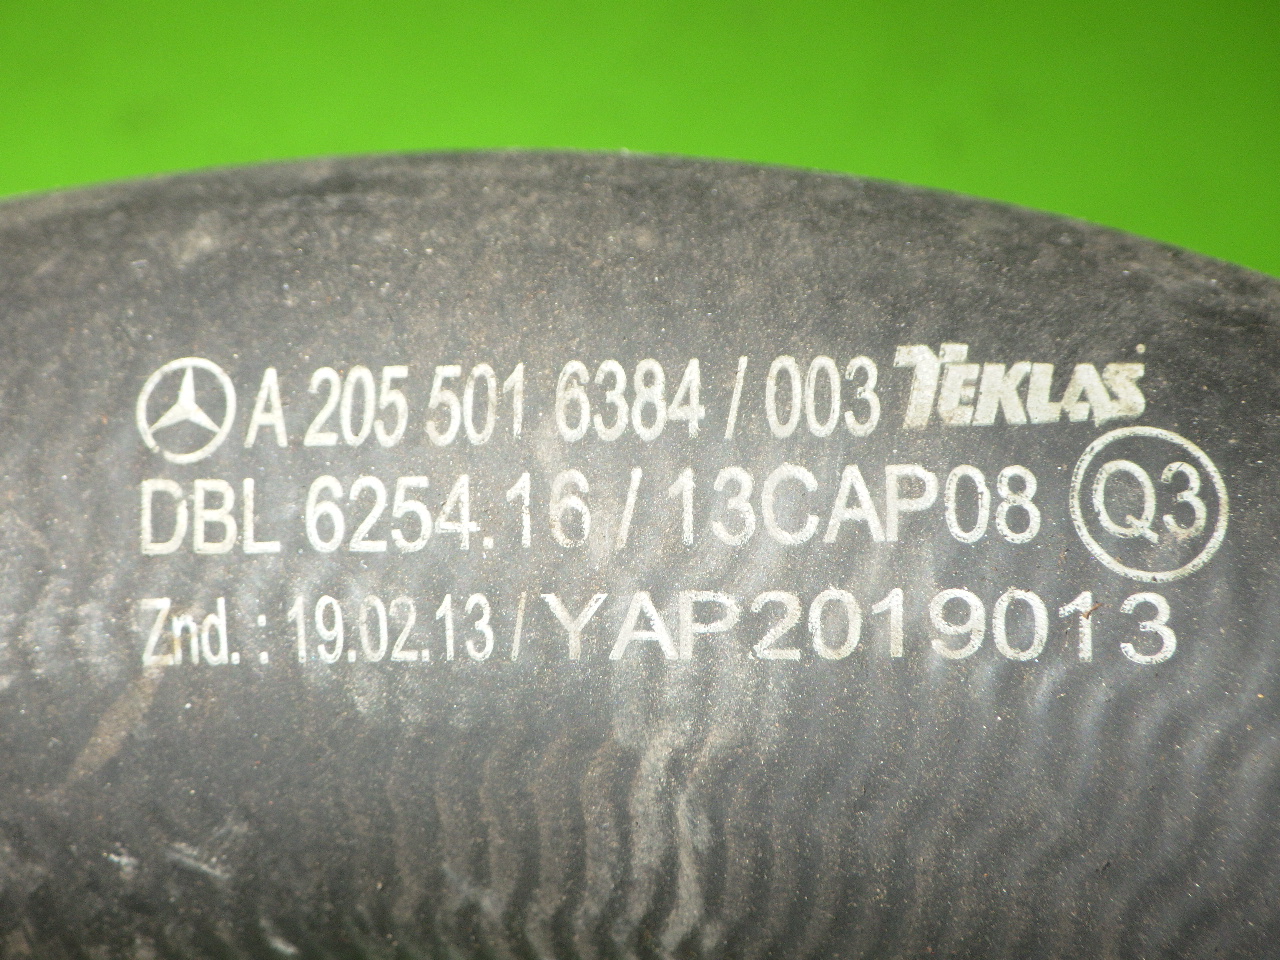 A 205 501 6384 / 003 TEKLAS
DBL 6254.16 / 13CAP08 Q3
Znd. : 19.02.13 / YAP2019013